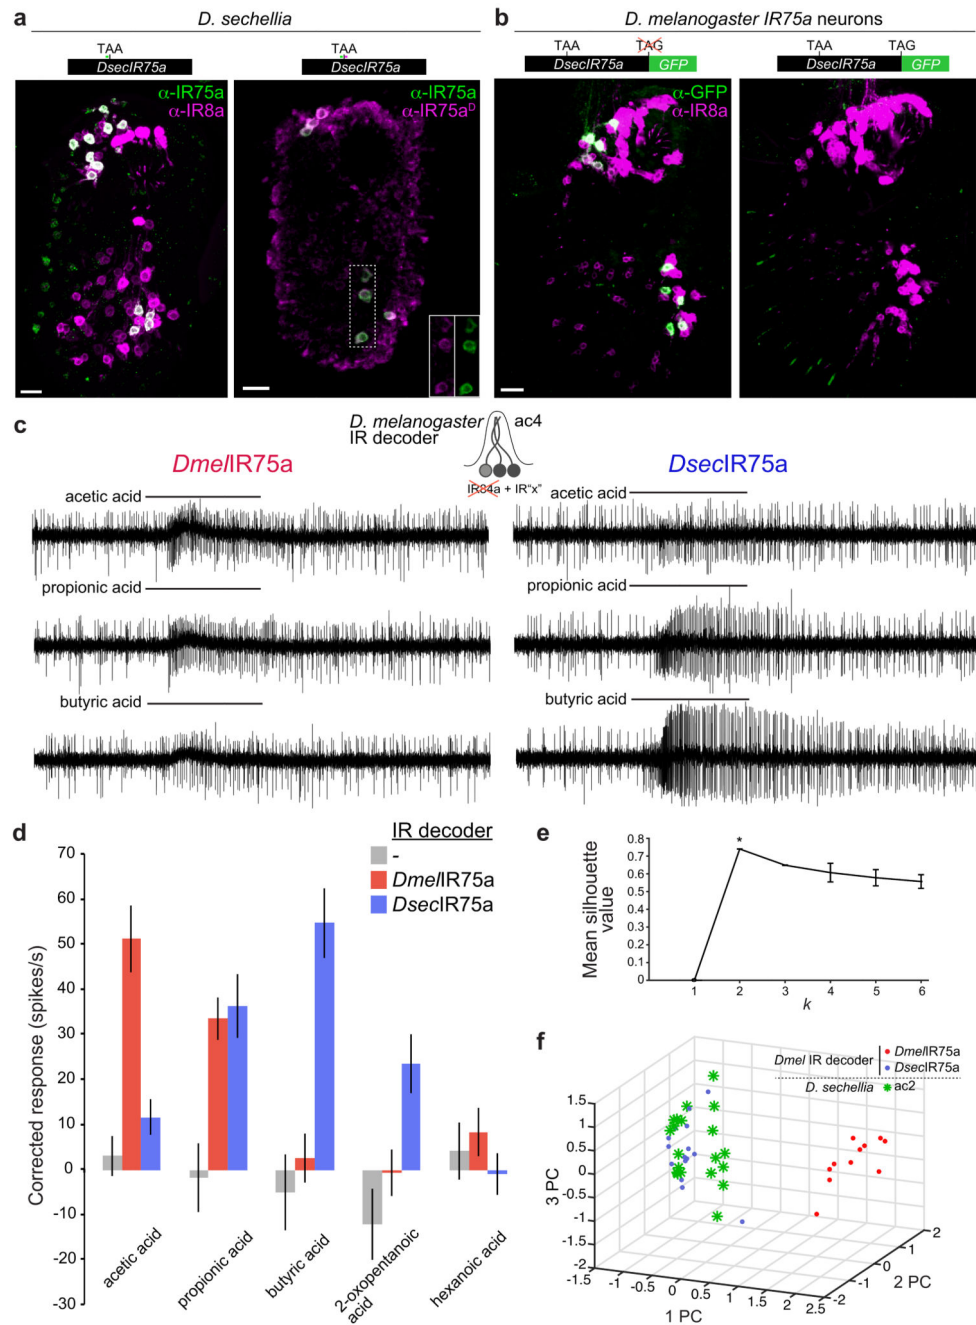 a
D. sechellia
TAA
DsecIR75a
TAA
DsecIR75a
α-IR75a
α-IR8a
α-IR75a
α-IR75aᴰ
b
D. melanogaster IR75a neurons
TAA
TAG
DsecIR75a
GFP
TAA
TAG
DsecIR75a
GFP
α-GFP
α-IR8a
c
D. melanogaster
IR decoder
ac4
IR84a + IR“x”
DmelIR75a
acetic acid
propionic acid
butyric acid
DsecIR75a
acetic acid
propionic acid
butyric acid
d
IR decoder
-
DmelIR75a
DsecIR75a
Corrected response (spikes/s)
70
60
50
40
30
20
10
0
-10
-20
-30
acetic acid
propionic acid
butyric acid
2-oxopentanoic
acid
hexanoic acid
e
Mean silhouette
value
0.8
0.7
0.6
0.5
0.4
0.3
0.2
0.1
0
*
1 2 3 4 5 6
k
f
Dmel IR decoder
DmelIR75a
DsecIR75a
D. sechellia
ac2
3 PC
1.5
1
0.5
0
-0.5
-1
-1.5
-2
-1.5 -1 -0.5 0 0.5 1 1.5 2 2.5
1 PC
-2 -1 0 1 2
2 PC